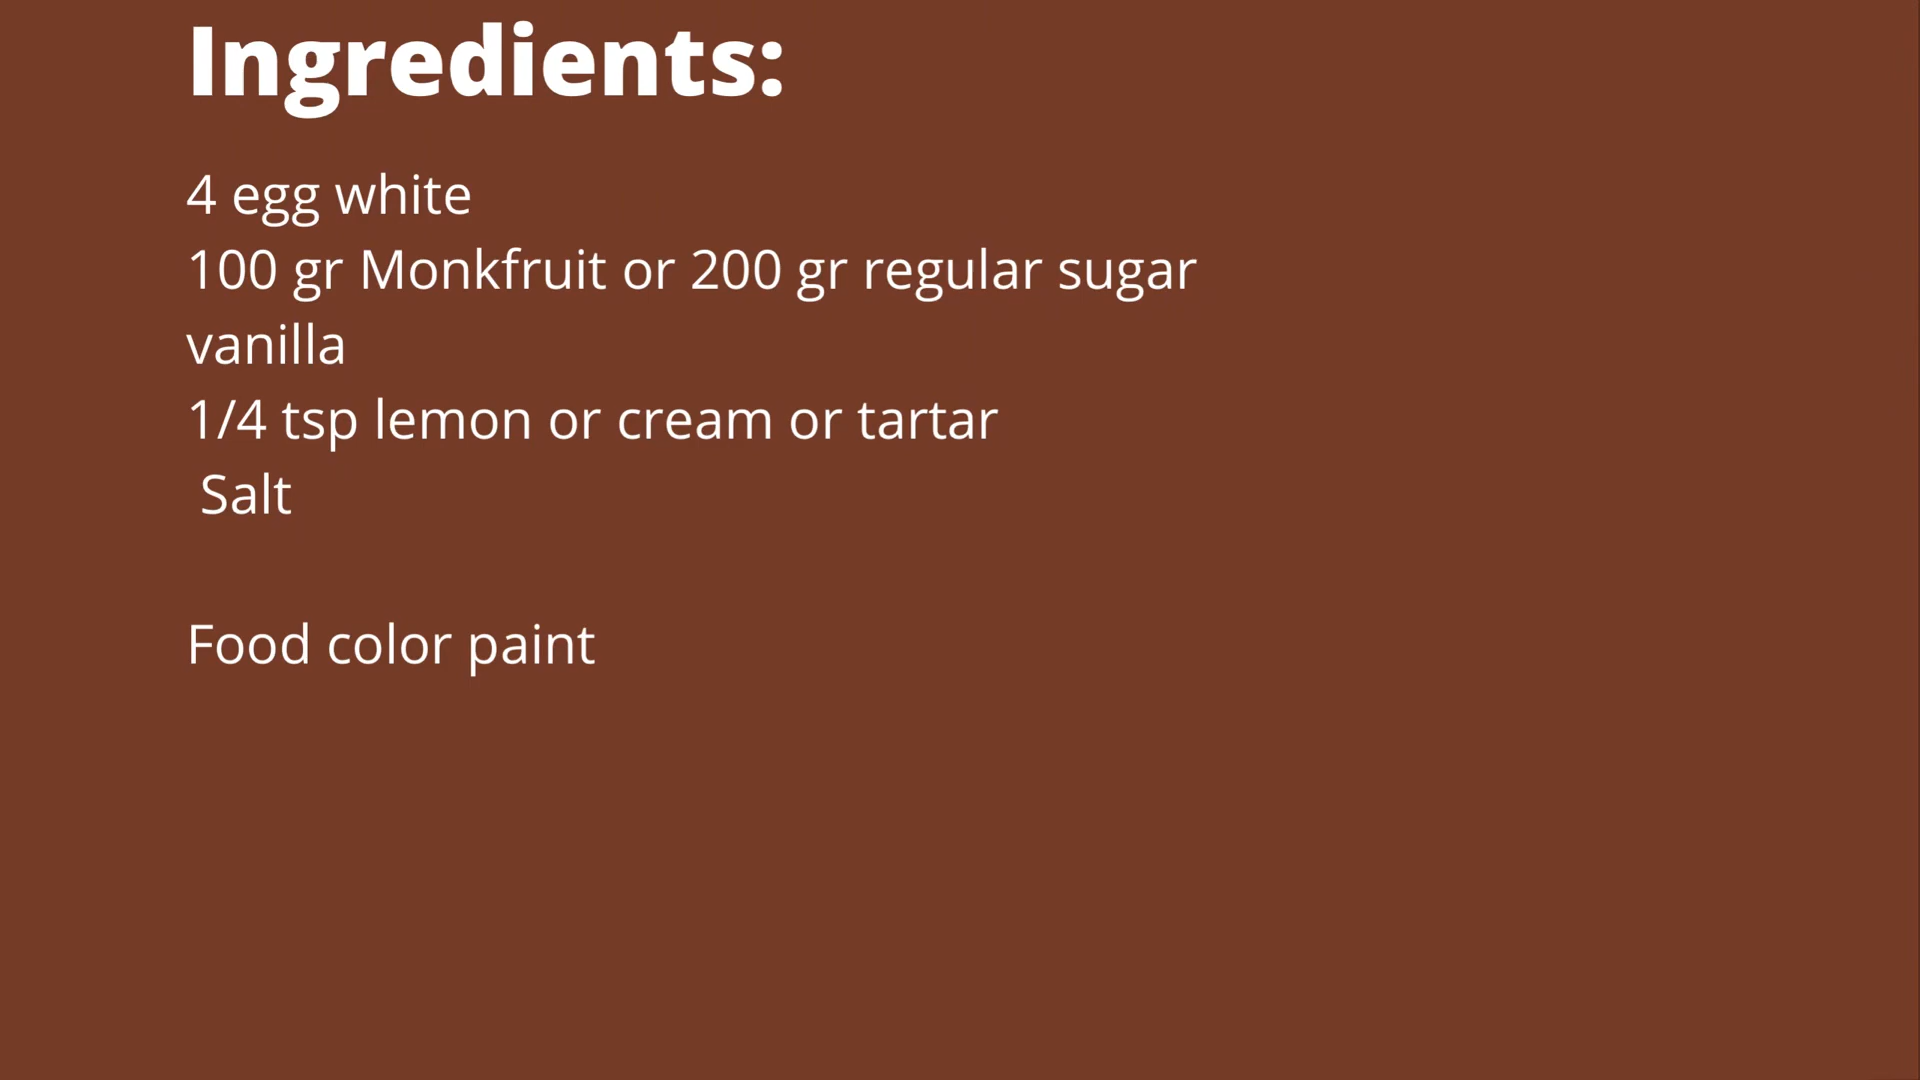 Ingredients:
4 egg white
100 gr Monkfruit or 200 gr regular sugar
vanilla
1/4 tsp lemon or cream or tartar
Salt
Food color paint